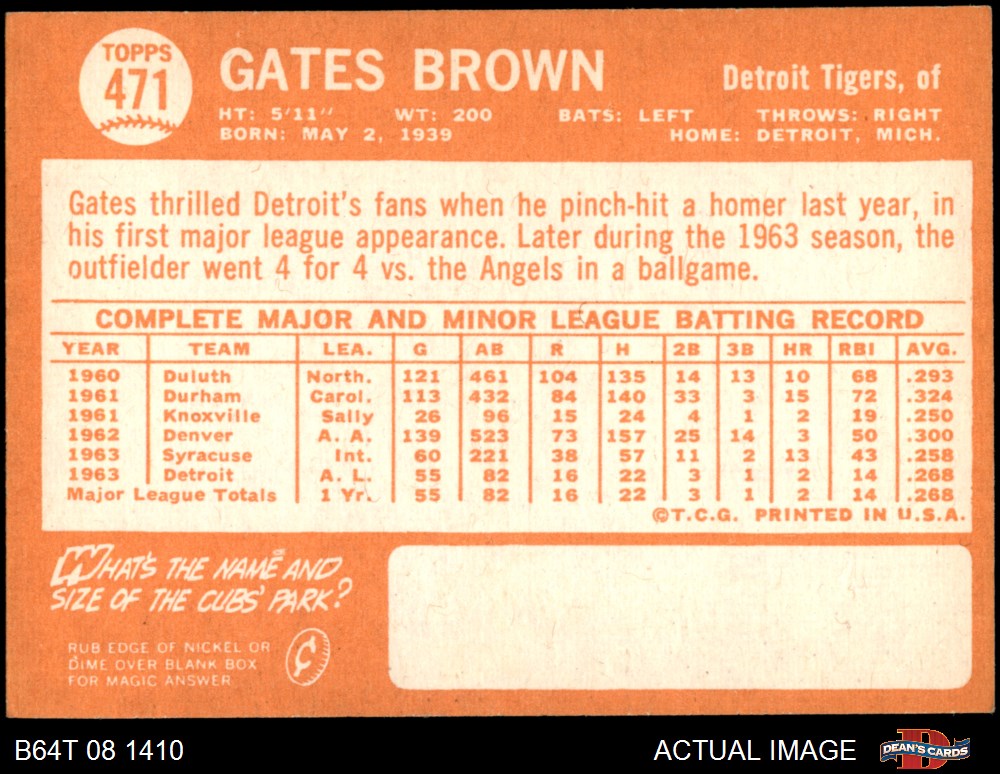 TOPPS
471
GATES BROWN
Detroit Tigers, of
HT: 5'11" WT: 200 BATS: LEFT THROWS: RIGHT
BORN: MAY 2, 1939 HOME: DETROIT, MICH.
Gates thrilled Detroit's fans when he pinch-hit a homer last year, in
his first major league appearance. Later during the 1963 season, the
outfielder went 4 for 4 vs. the Angels in a ballgame.
COMPLETE MAJOR AND MINOR LEAGUE BATTING RECORD
YEAR TEAM LEA. G AB R H 2B 3B HR RBI AVG.
1960 Duluth North. 121 461 104 135 14 13 10 68 .293
1961 Durham Carol. 113 432 84 140 33 3 15 72 .324
1961 Knoxville Sally 26 96 15 24 4 1 2 19 .250
1962 Denver A. A. 139 523 73 157 25 14 3 50 .300
1963 Syracuse Int. 60 221 38 57 11 2 13 43 .258
1963 Detroit A. L. 55 82 16 22 3 1 2 14 .268
Major League Totals 1 Yr. 55 82 16 22 3 1 2 14 .268
©T.C.G. PRINTED IN U.S.A.
WHAT'S THE NAME AND
SIZE OF THE CUBS' PARK?
RUB EDGE OF NICKEL OR
DIME OVER BLANK BOX
FOR MAGIC ANSWER
¢
B64T 08 1410 ACTUAL IMAGE
D
DEAN'S CARDS